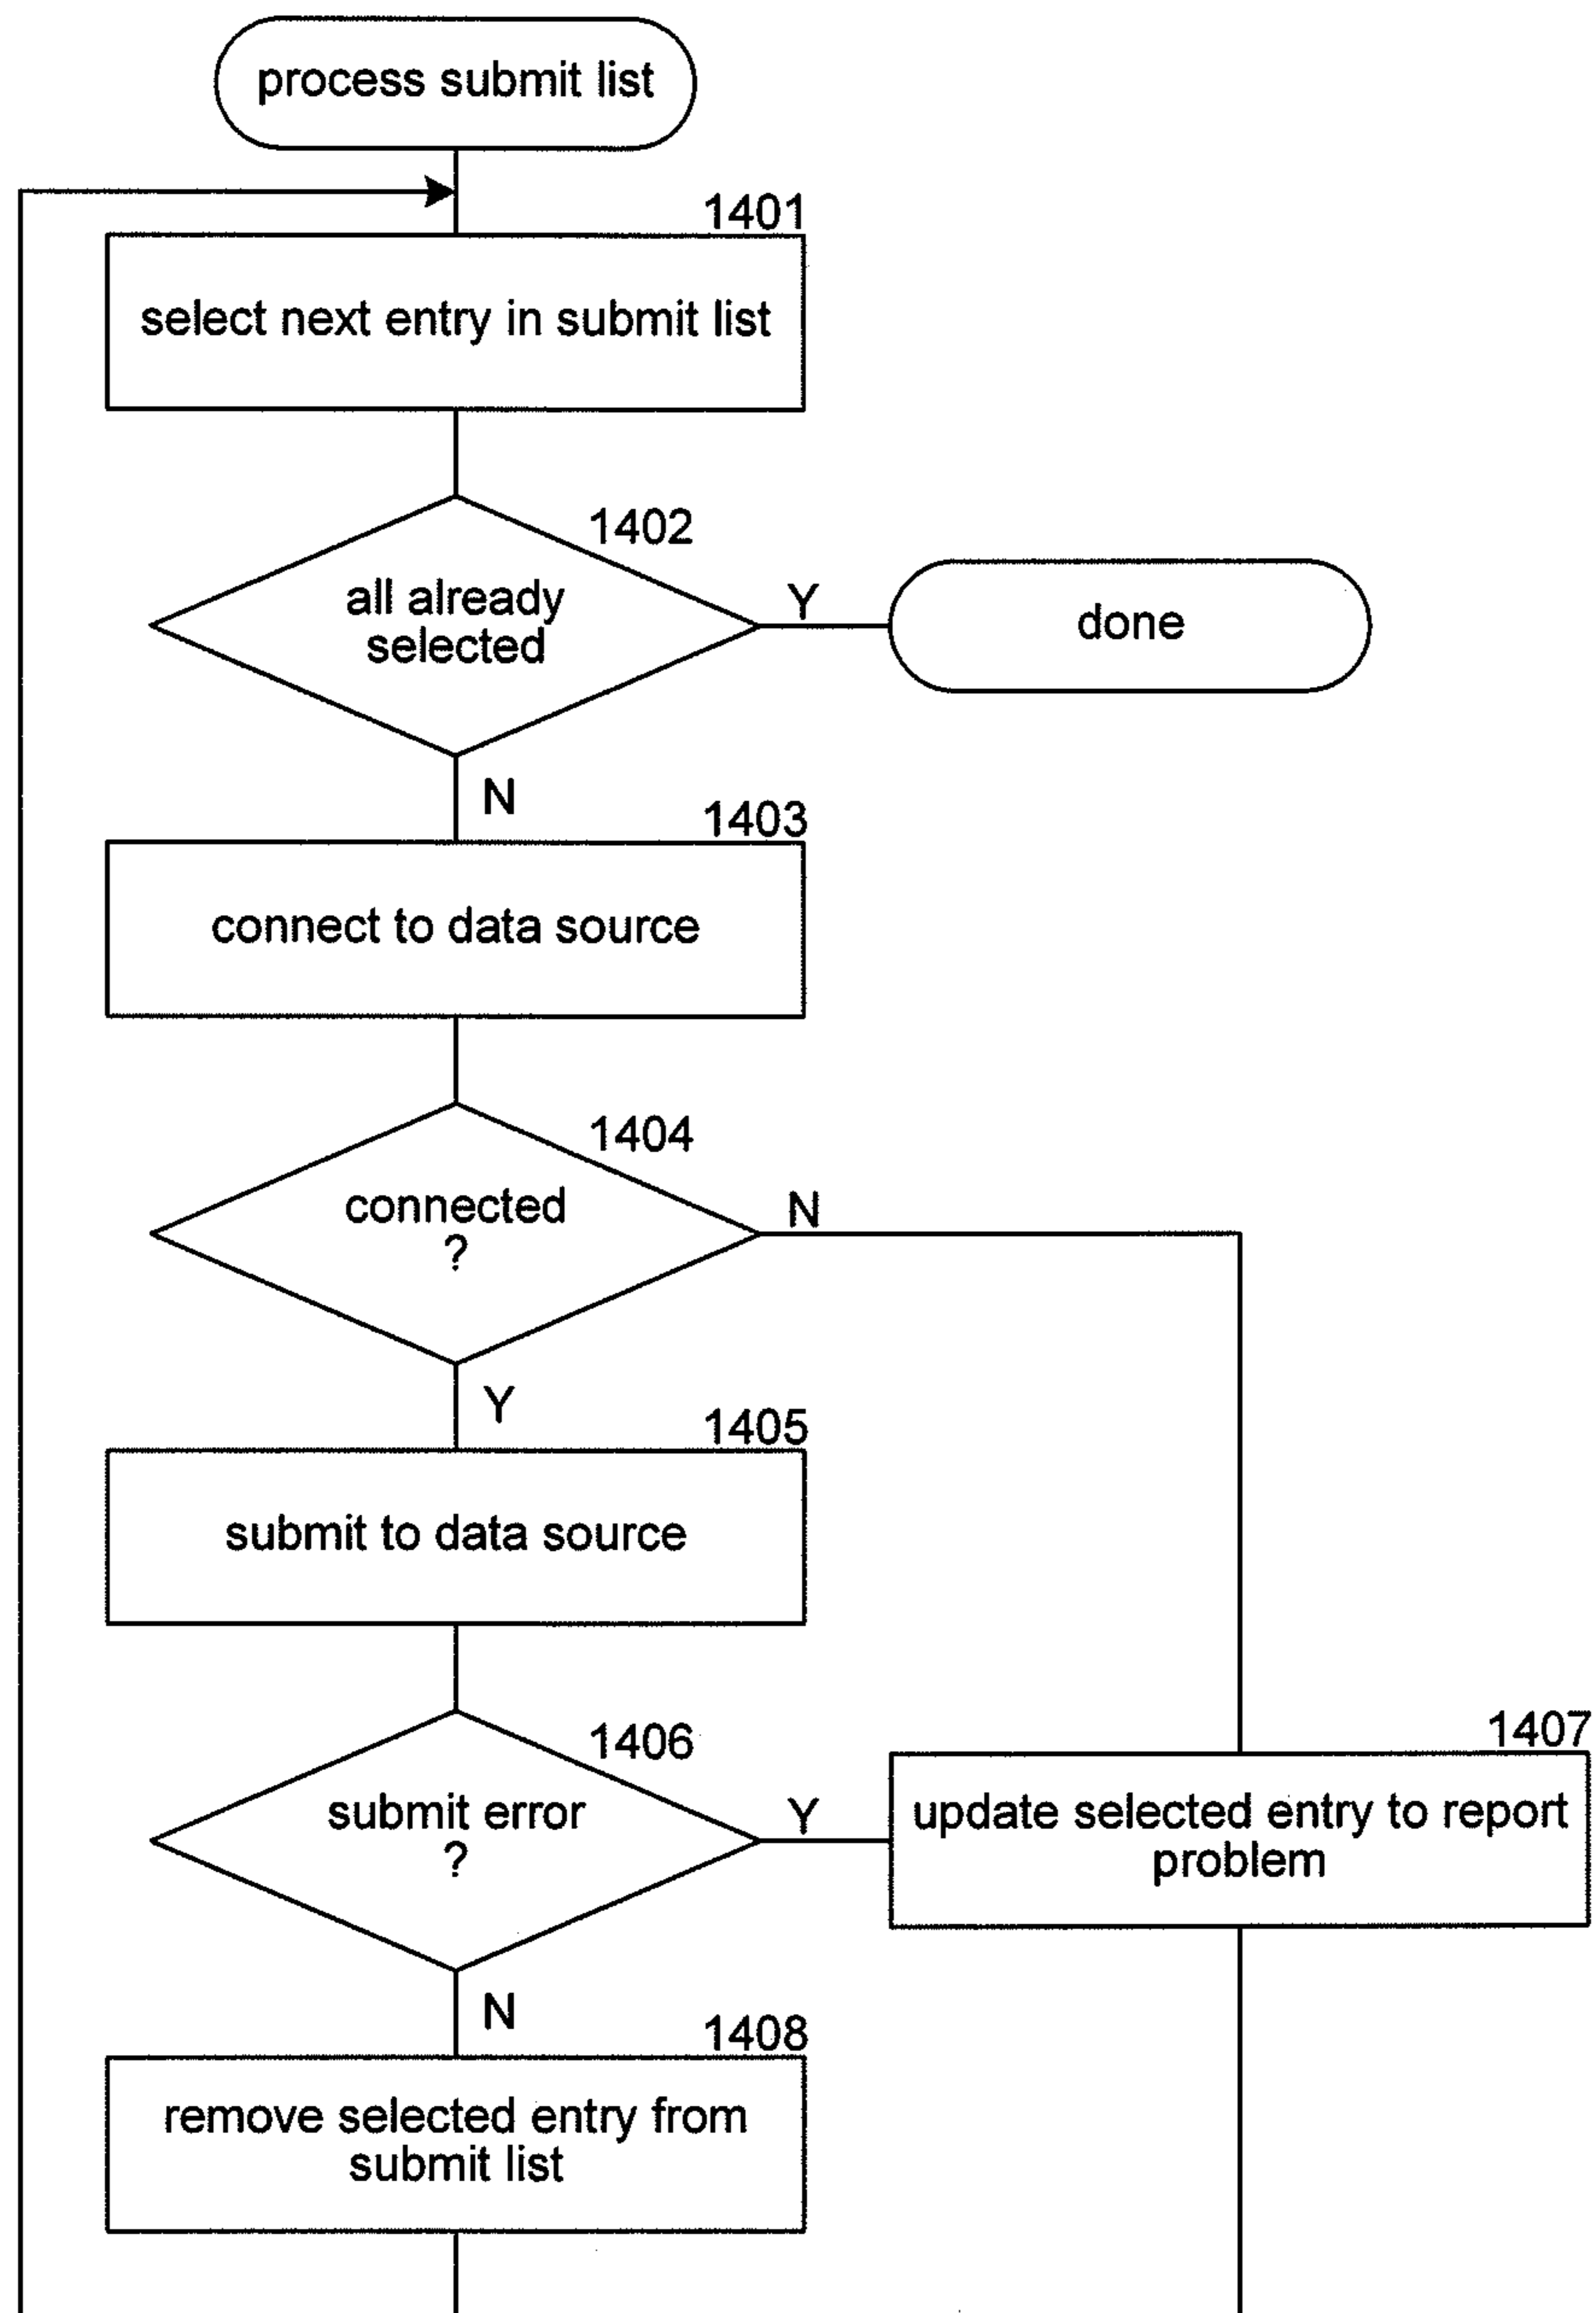 process submit list
1401
select next entry in submit list
1402
all already
selected
Y
done
N
1403
connect to data source
1404
connected
?
N
Y
1405
submit to data source
1406
submit error
?
Y
1407
update selected entry to report
problem
N
1408
remove selected entry from
submit list